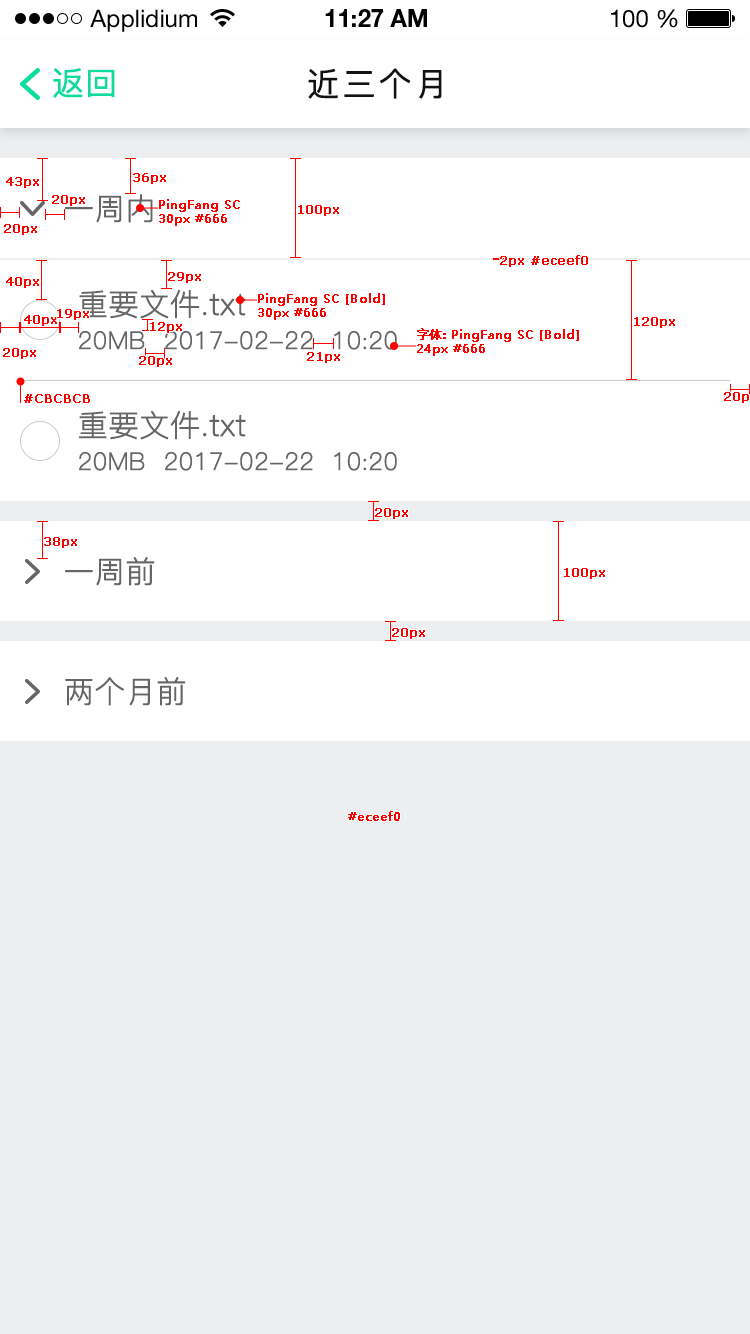 Applidium 11:27 AM 100 %
返回 近三个月
43px 36px
20px 一周内 PingFang SC 100px
30px #666
20px
2px #eceef0
40px 29px
重要文件.txt PingFang SC [Bold]
30px #666
40px 19px 12px 120px
20MB 2017-02-22 10:20 字体: PingFang SC [Bold]
24px #666
20px 20px 21px
#CBCBCB 20p
重要文件.txt
20MB 2017-02-22 10:20
20px
38px
一周前 100px
20px
两个月前
#eceef0